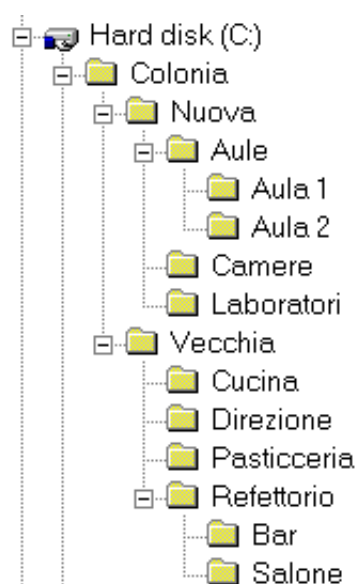 Hard disk (C:)
Colonia
Nuova
Aule
Aula 1
Aula 2
Camere
Laboratori
Vecchia
Cucina
Direzione
Pasticceria
Refettorio
Bar
Salone